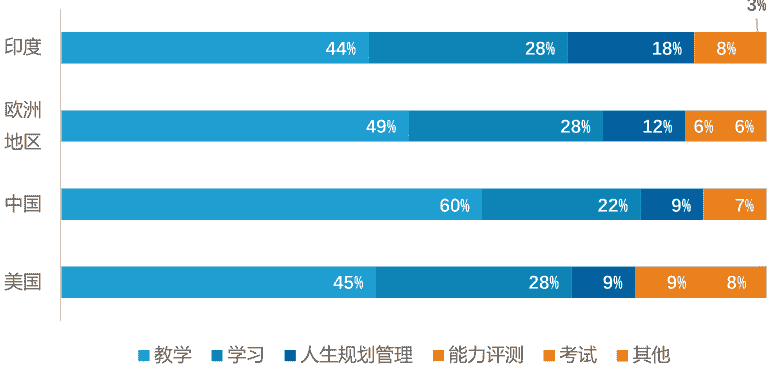 3%
印度 44% 28% 18% 8%
欧洲
地区 49% 28% 12% 6% 6%
中国 60% 22% 9% 7%
美国 45% 28% 9% 9% 8%
教学 学习 人生规划管理 能力评测 考试 其他